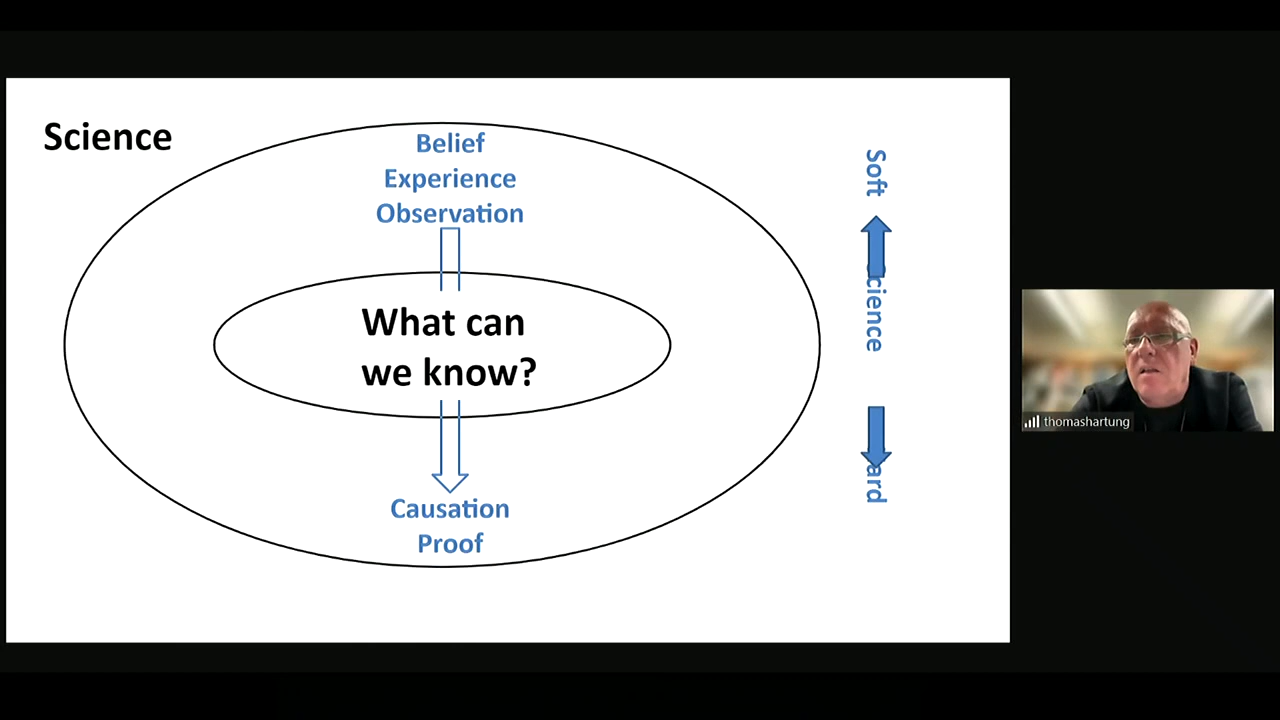 Science
Belief
Experience
Observation
What can
we know?
Causation
Proof
Soft
cience
ard
thomashartung